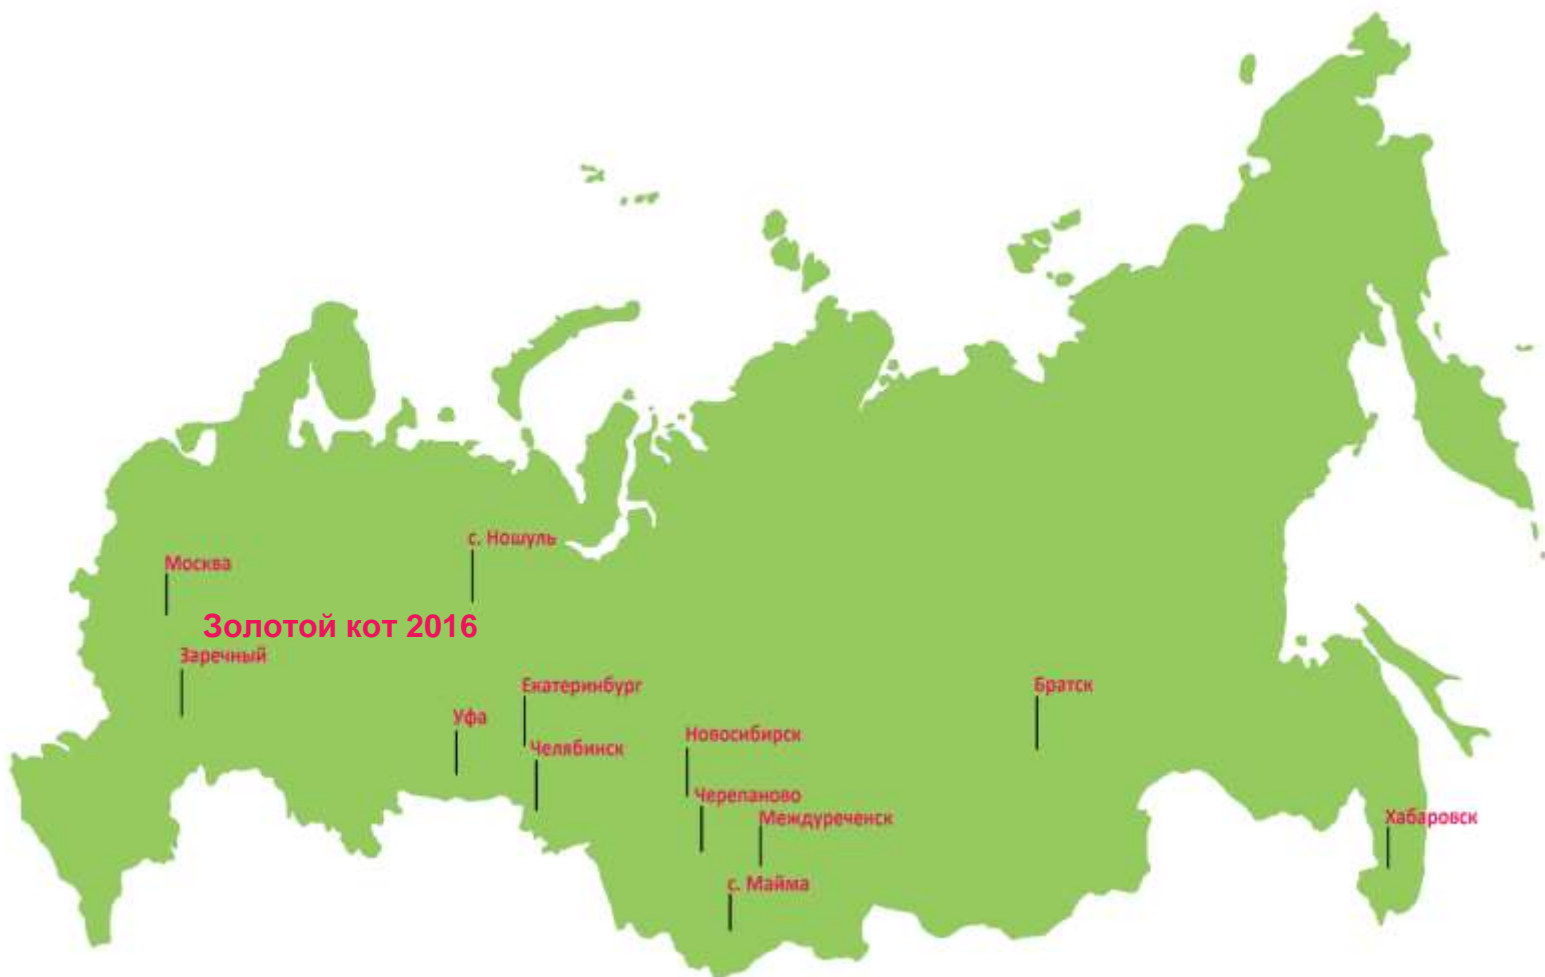 с. Ношуль
Москва
Золотой кот 2016
Заречный
Екатеринбург
Братск
Уфа
Новосибирск
Челябинск
Черепаново
Междуреченск
Хабаровск
с. Майма